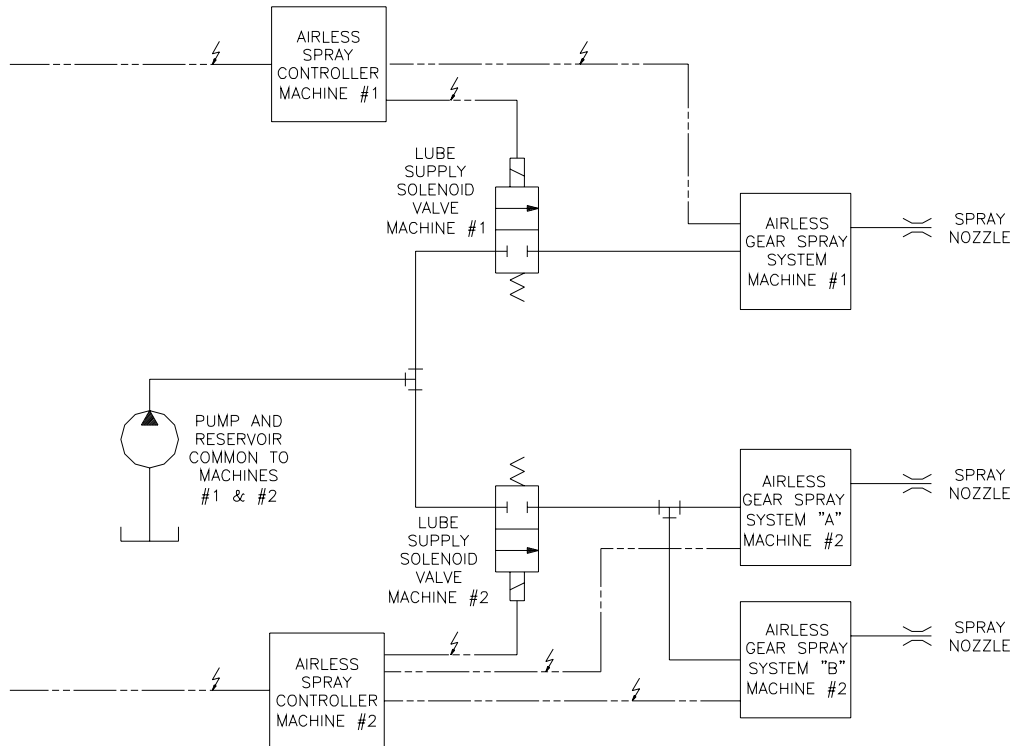 AIRLESS
SPRAY
CONTROLLER
MACHINE #1
LUBE
SUPPLY
SOLENOID
VALVE
MACHINE #1
AIRLESS
GEAR SPRAY
SYSTEM
MACHINE #1
SPRAY
NOZZLE
PUMP AND
RESERVOIR
COMMON TO
MACHINES
#1 & #2
LUBE
SUPPLY
SOLENOID
VALVE
MACHINE #2
AIRLESS
GEAR SPRAY
SYSTEM "A"
MACHINE #2
SPRAY
NOZZLE
AIRLESS
SPRAY
CONTROLLER
MACHINE #2
AIRLESS
GEAR SPRAY
SYSTEM "B"
MACHINE #2
SPRAY
NOZZLE